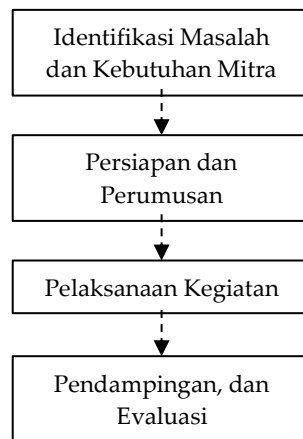 Identifikasi Masalah
dan Kebutuhan Mitra
Persiapan dan
Perumusan
Pelaksanaan Kegiatan
Pendampingan, dan
Evaluasi